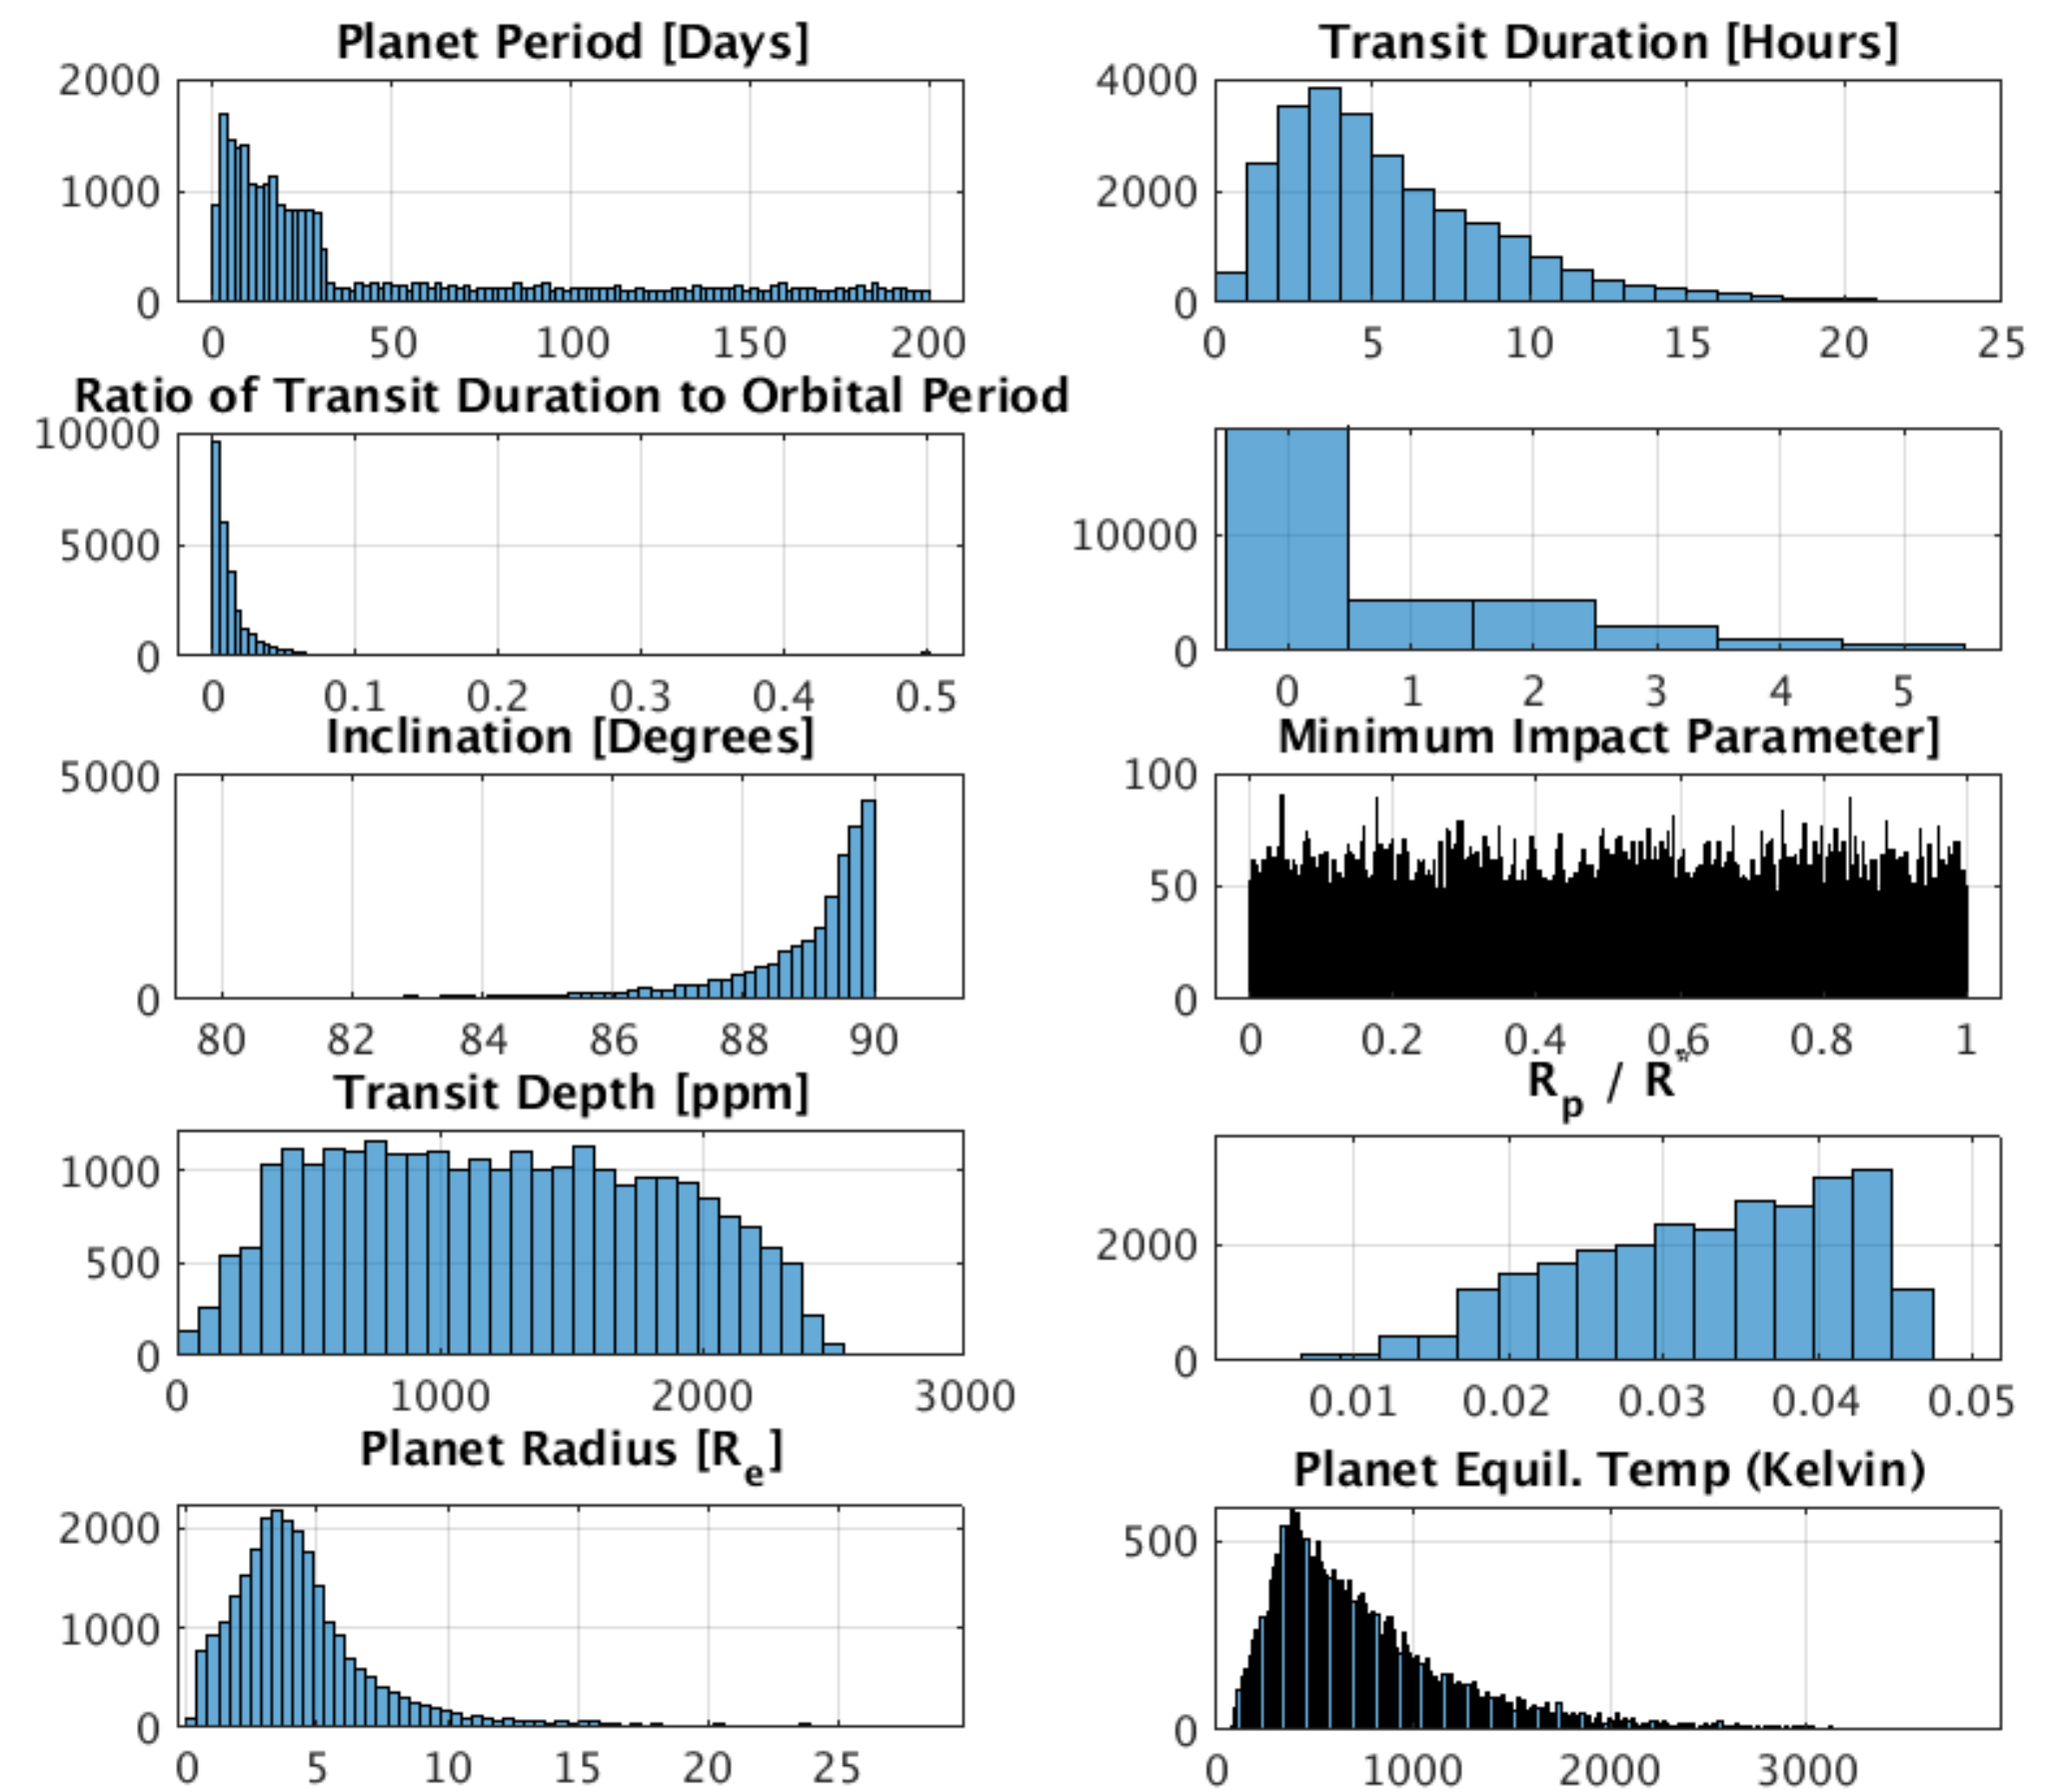 Planet Period [Days]
2000
1000
0
0 50 100 150 200
Transit Duration [Hours]
4000
2000
0
0 5 10 15 20 25
Ratio of Transit Duration to Orbital Period
10000
5000
0
0 0.1 0.2 0.3 0.4 0.5
10000
0
0 1 2 3 4 5
Inclination [Degrees]
5000
0
80 82 84 86 88 90
Minimum Impact Parameter]
100
50
0
0 0.2 0.4 0.6 0.8 1
Transit Depth [ppm]
1000
500
0
0 1000 2000 3000
Rp / R*
2000
0
0.01 0.02 0.03 0.04 0.05
Planet Radius [Re]
2000
1000
0
0 5 10 15 20 25
Planet Equil. Temp (Kelvin)
500
0
0 1000 2000 3000